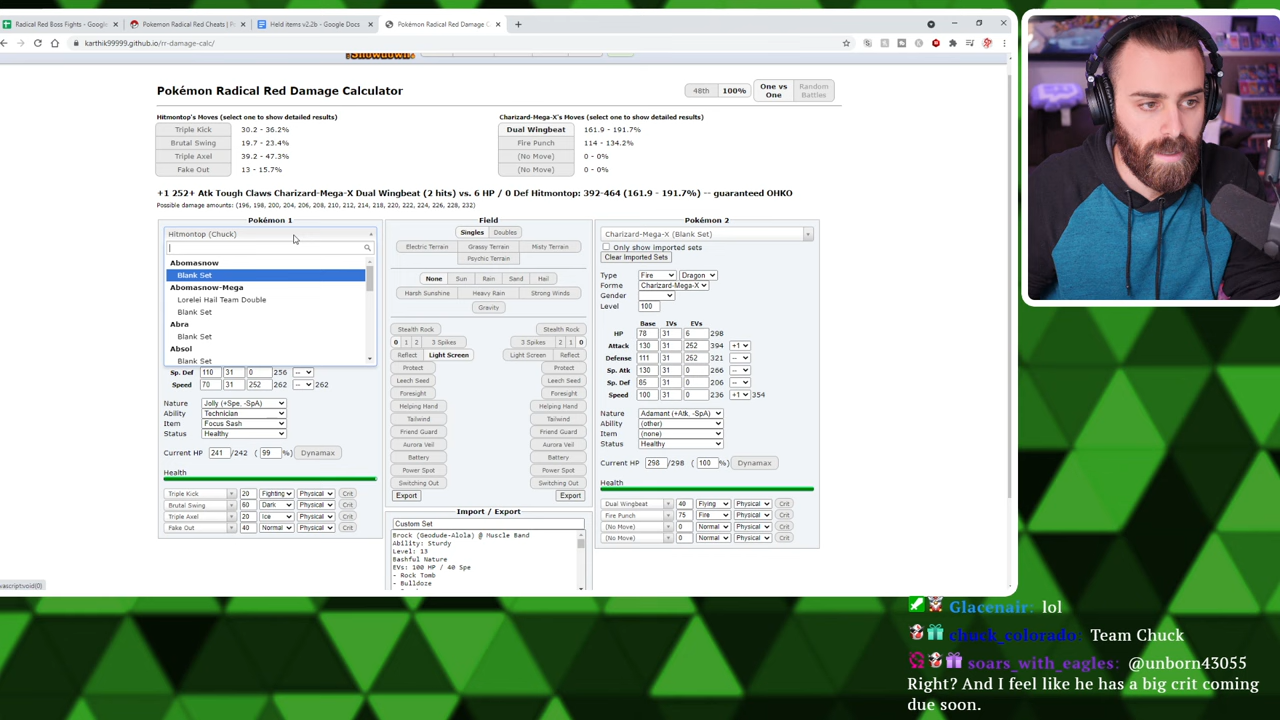 Radical Red Boss Fights - Google
Pokemon Radical Red Cheats | P
Held items v2.2b - Google Docs
Pokémon Radical Red Damage C
karthik99999.github.io/rr-damage-calc/
Pokémon Radical Red Damage Calculator
48th 100% One vs One Random Battles
Hitmontop's Moves (select one to show detailed results)
Triple Kick 30.2 - 36.2%
Brutal Swing 19.7 - 23.4%
Triple Axel 39.2 - 47.3%
Fake Out 13 - 15.7%
Charizard-Mega-X's Moves (select one to show detailed results)
Dual Wingbeat 161.9 - 191.7%
Fire Punch 114 - 134.2%
(No Move) 0 - 0%
(No Move) 0 - 0%
+1 252+ Atk Tough Claws Charizard-Mega-X Dual Wingbeat (2 hits) vs. 6 HP / 0 Def Hitmontop: 392-464 (161.9 - 191.7%) -- guaranteed OHKO
Possible damage amounts: (196, 198, 200, 204, 206, 208, 210, 212, 214, 218, 220, 222, 224, 226, 228, 232)
Pokémon 1
Hitmontop (Chuck)
Abomasnow
Blank Set
Abomasnow-Mega
Lorelei Hail Team Double
Blank Set
Abra
Blank Set
Absol
Blank Set
Sp. Def 110 31 0 256 --
Speed 70 31 252 262 -- 262
Nature Jolly (+Spe, -SpA)
Ability Technician
Item Focus Sash
Status Healthy
Current HP 241 /242 ( 99 %) Dynamax
Health
Triple Kick 20 Fighting Physical Crit
Brutal Swing 60 Dark Physical Crit
Triple Axel 20 Ice Physical Crit
Fake Out 40 Normal Physical Crit
Field
Singles Doubles
Electric Terrain Grassy Terrain Misty Terrain
Psychic Terrain
None Sun Rain Sand Hail
Harsh Sunshine Heavy Rain Strong Winds
Gravity
Stealth Rock Stealth Rock
0 1 2 3 Spikes 3 Spikes 2 1 0
Reflect Light Screen Light Screen Reflect
Protect Protect
Leech Seed Leech Seed
Foresight Foresight
Helping Hand Helping Hand
Tailwind Tailwind
Friend Guard Friend Guard
Aurora Veil Aurora Veil
Battery Battery
Power Spot Power Spot
Switching Out Switching Out
Export Export
Import / Export
Custom Set
Brock (Geodude-Alola) @ Muscle Band
Ability: Sturdy
Level: 13
Bashful Nature
EVs: 100 HP / 40 Spe
- Rock Tomb
- Bulldoze
Pokémon 2
Charizard-Mega-X (Blank Set)
Only show imported sets
Clear Imported Sets
Type Fire Dragon
Forme Charizard-Mega-X
Gender
Level 100
Base IVs EVs
HP 78 31 6 298
Attack 130 31 252 394 +1
Defense 111 31 252 321 --
Sp. Atk 130 31 0 266 --
Sp. Def 85 31 0 206 --
Speed 100 31 0 236 +1 354
Nature Adamant (+Atk, -SpA)
Ability (other)
Item (none)
Status Healthy
Current HP 298 /298 ( 100 %) Dynamax
Health
Dual Wingbeat 40 Flying Physical Crit
Fire Punch 75 Fire Physical Crit
(No Move) 0 Normal Physical Crit
(No Move) 0 Normal Physical Crit
avascript:void(0)
Glacenair: lol
chuck_colorado: Team Chuck
soars_with_eagles: @unborn43055
Right? And I feel like he has a big crit coming
due soon.